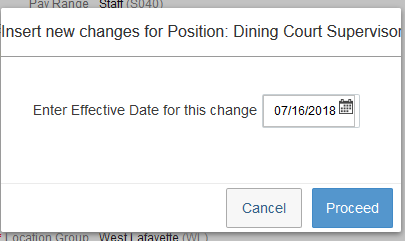 Pay Range Staff (S040)
Insert new changes for Position: Dining Court Supervisor
Enter Effective Date for this change 07/16/2018
Cancel Proceed
* Location Group West Lafayette (WL)